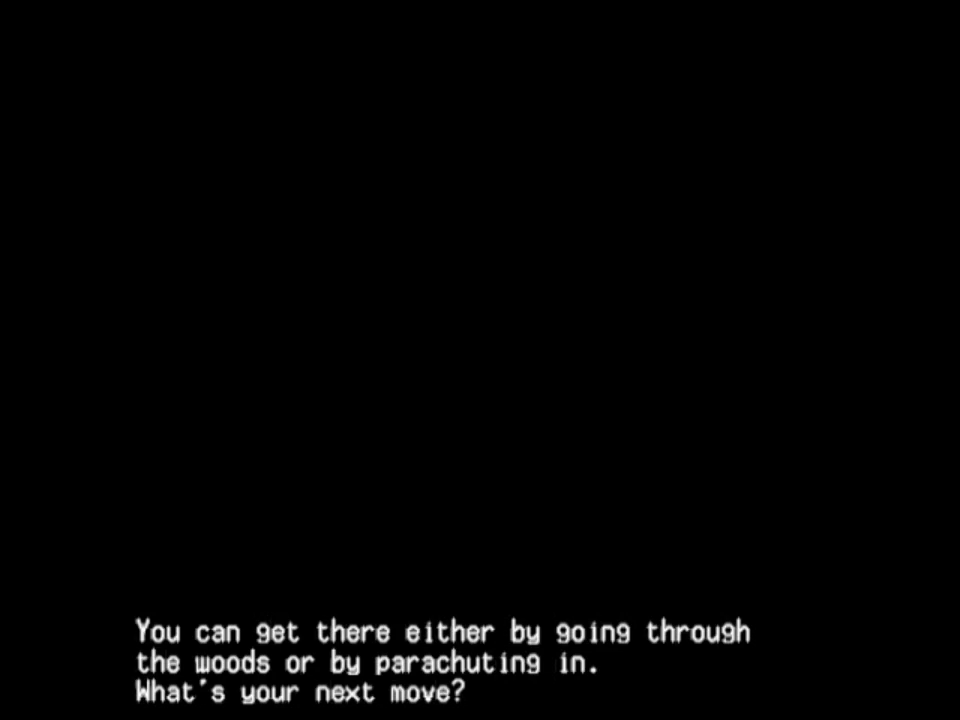 You can get there either by going through
the woods or by parachuting in.
What's your next move?